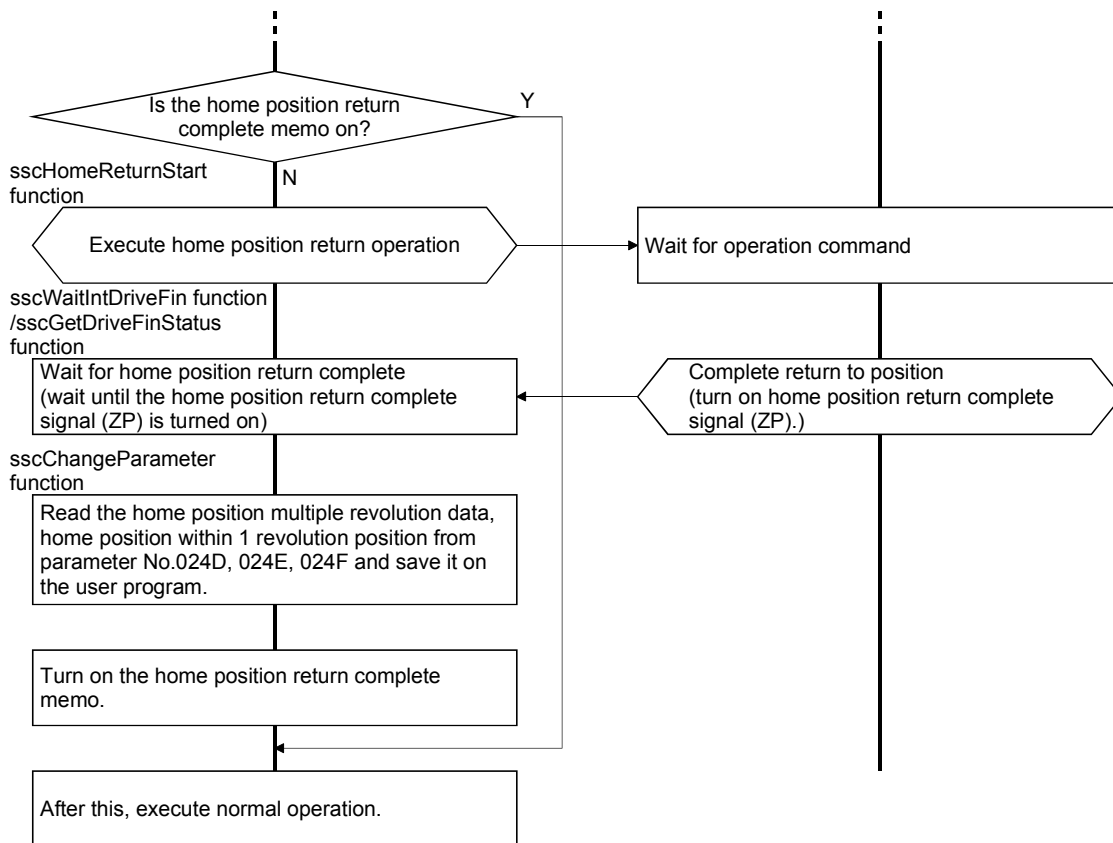 Is the home position return
complete memo on?
Y
sscHomeReturnStart
function
N
Execute home position return operation
Wait for operation command
sscWaitIntDriveFin function
/sscGetDriveFinStatus
function
Wait for home position return complete
(wait until the home position return complete
signal (ZP) is turned on)
Complete return to position
(turn on home position return complete
signal (ZP).)
sscChangeParameter
function
Read the home position multiple revolution data,
home position within 1 revolution position from
parameter No.024D, 024E, 024F and save it on
the user program.
Turn on the home position return complete
memo.
After this, execute normal operation.